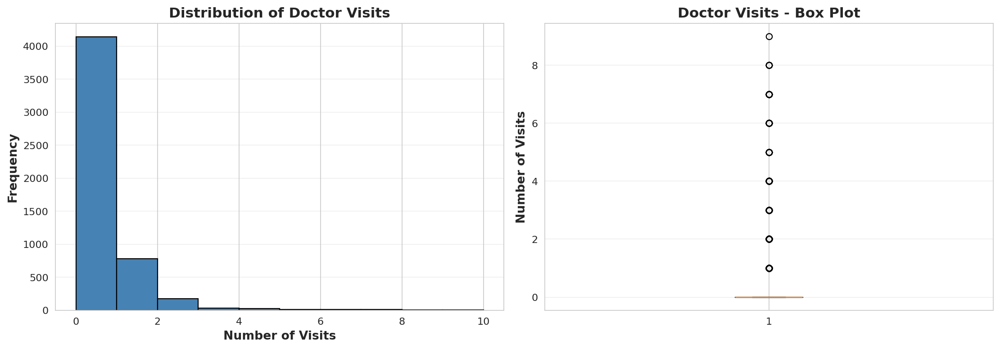 Distribution of Doctor Visits
4000
3500
3000
2500
2000
1500
1000
500
0
Frequency
0 2 4 6 8 10
Number of Visits
Doctor Visits - Box Plot
8
6
4
2
0
Number of Visits
1